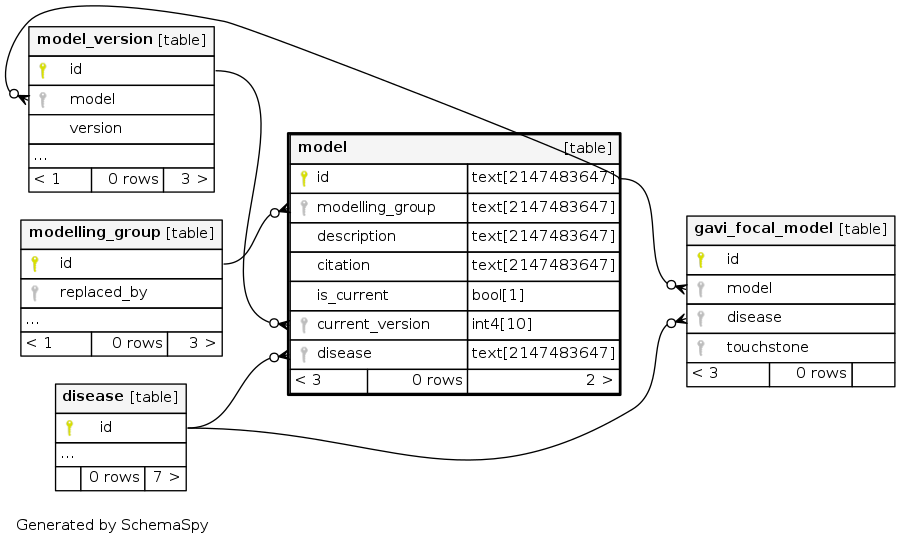 model_version [table]
id
model
version
...
< 1 0 rows 3 >
modelling_group [table]
id
replaced_by
...
< 1 0 rows 3 >
disease [table]
id
...
0 rows 7 >
model [table]
id text[2147483647]
modelling_group text[2147483647]
description text[2147483647]
citation text[2147483647]
is_current bool[1]
current_version int4[10]
disease text[2147483647]
< 3 0 rows 2 >
gavi_focal_model [table]
id
model
disease
touchstone
< 3 0 rows
Generated by SchemaSpy